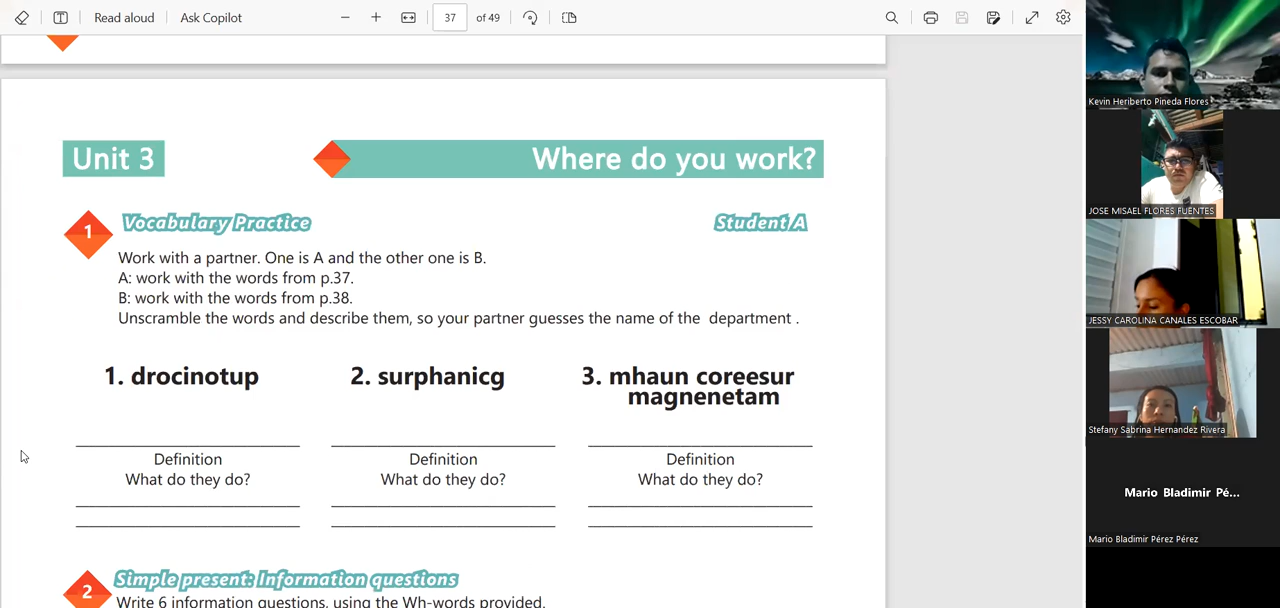 Read aloud
Ask Copilot
37
of 49
Unit 3
Where do you work?
1
Vocabulary Practice
Student A
Work with a partner. One is A and the other one is B.
A: work with the words from p.37.
B: work with the words from p.38.
Unscramble the words and describe them, so your partner guesses the name of the department .
1. drocinotup
2. surphanicg
3. mhaun coreesur
magnenetam
Definition
What do they do?
Definition
What do they do?
Definition
What do they do?
2
Simple present: Information questions
Write 6 information questions, using the Wh-words provided.
Kevin Heriberto Pineda Flores
JOSE MISAEL FLORES FUENTES
JESSY CAROLINA CANALES ESCOBAR
Stefany Sabrina Hernandez Rivera
Mario Bladimir Pé...
Mario Bladimir Pérez Pérez